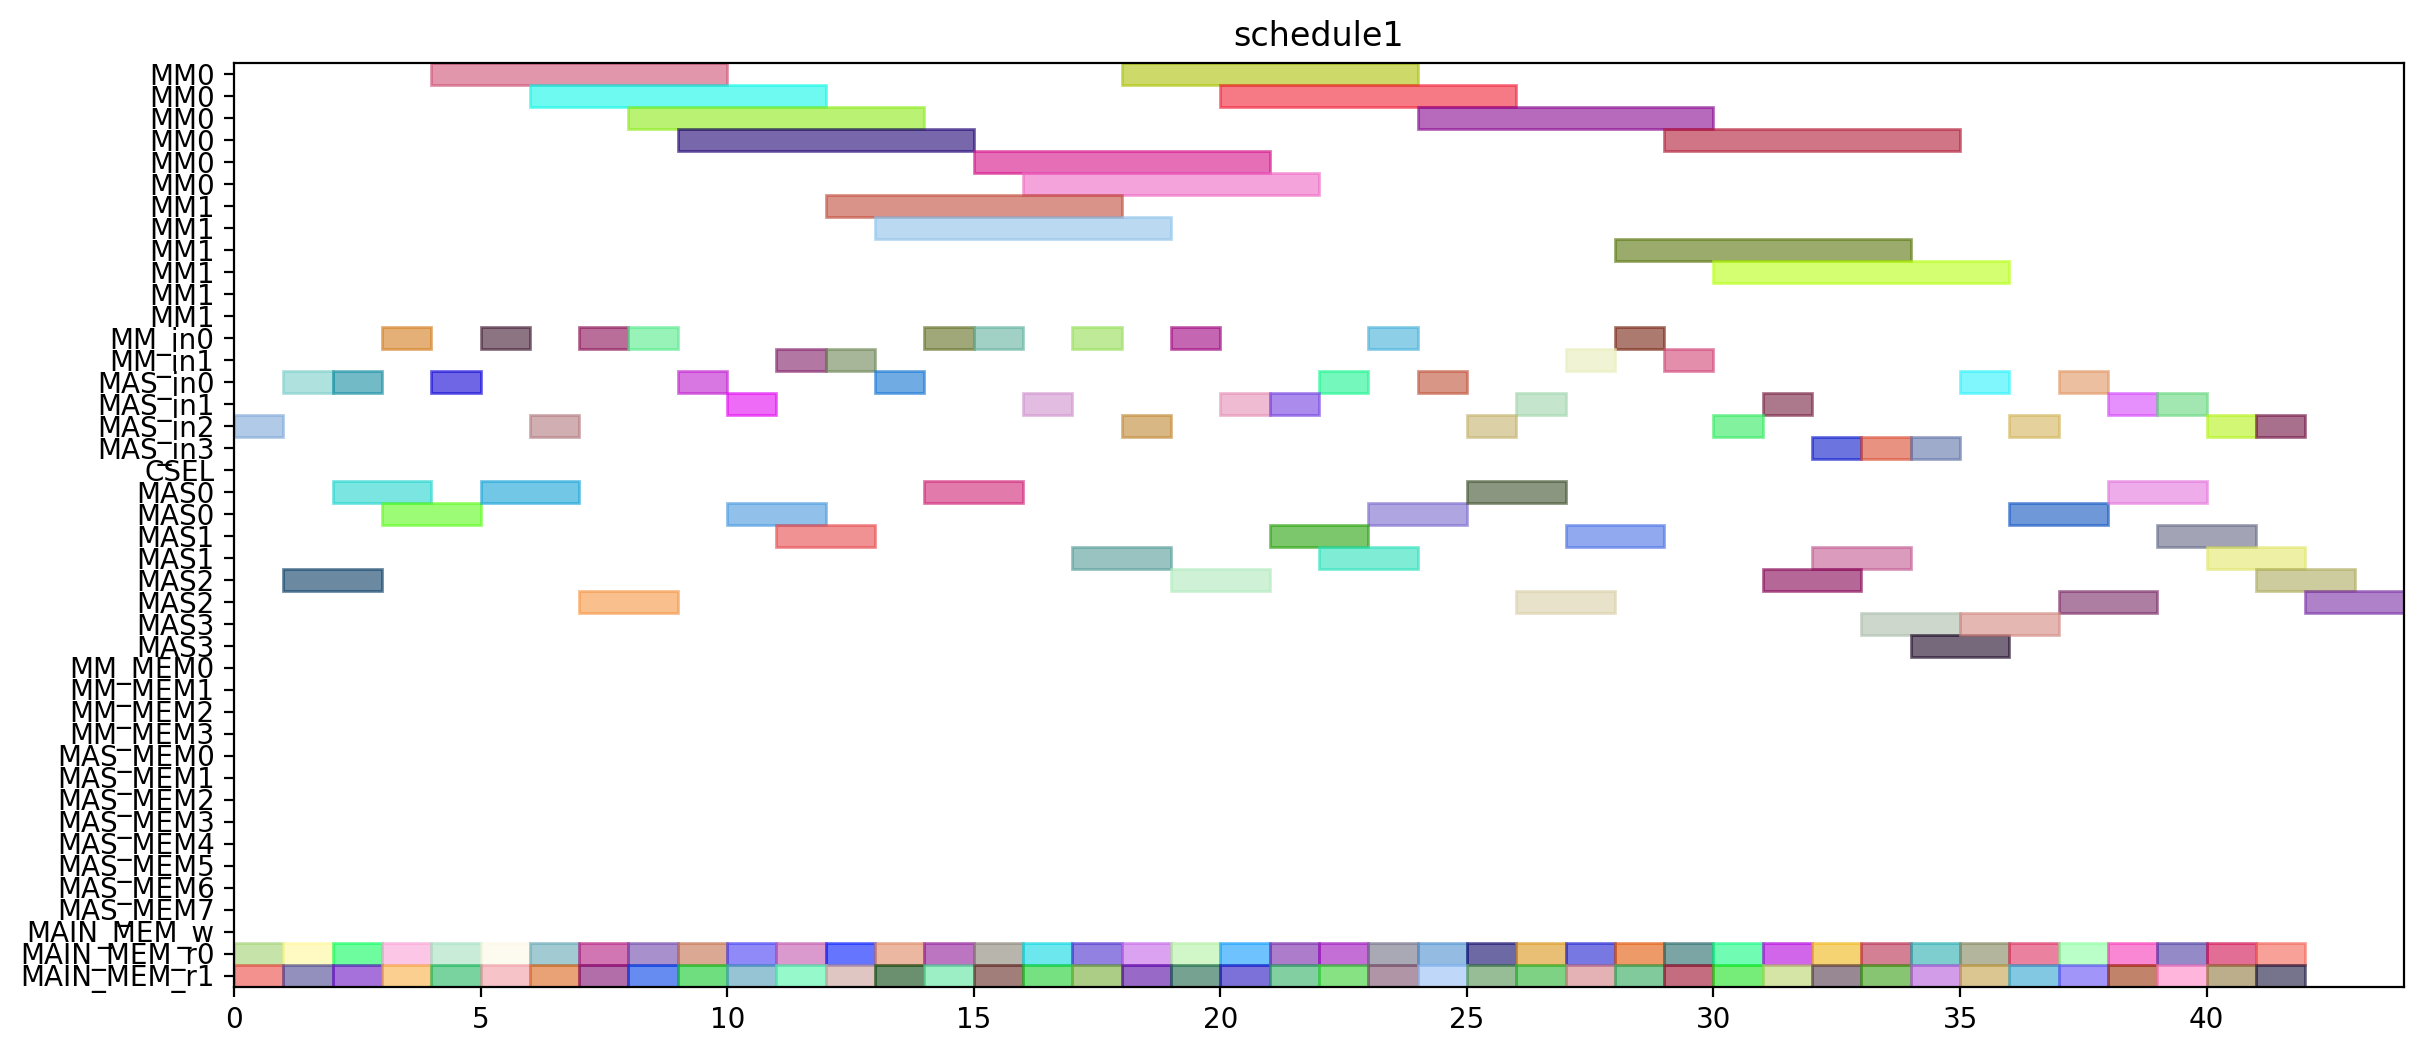 schedule1
MM0
MM0
MM0
MM0
MM0
MM0
MM1
MM1
MM1
MM1
MM1
MM1
MM_in0
MM_in1
MAS_in0
MAS_in1
MAS_in2
MAS_in3
CSEL
MAS0
MAS0
MAS1
MAS1
MAS2
MAS2
MAS3
MAS3
MM_MEM0
MM_MEM1
MM_MEM2
MM_MEM3
MAS_MEM0
MAS_MEM1
MAS_MEM2
MAS_MEM3
MAS_MEM4
MAS_MEM5
MAS_MEM6
MAS_MEM7
MAIN_MEM_w
MAIN_MEM_r0
MAIN_MEM_r1
0 5 10 15 20 25 30 35 40